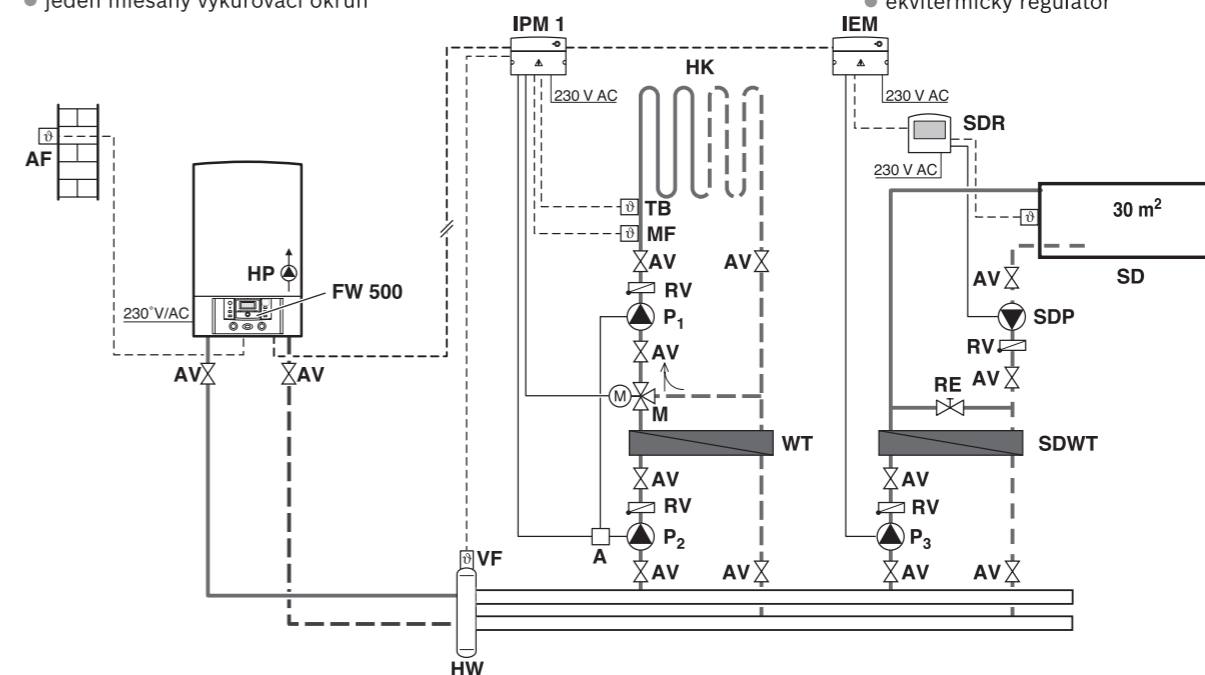 jeden miešaný vykurovací okruh
ekvitermický regulátor
IPM 1
IEM
HK
230 V AC
230 V AC
SDR
230 V AC
AF
TB
MF
30 m²
SD
HP
FW 500
230˚V/AC
AV
AV
AV
RV
P₁
SDP
RV
AV
AV
AV
AV
RE
M
M
WT
SDWT
AV
AV
RV
RV
P₂
P₃
A
VF
AV
AV
AV
AV
HW